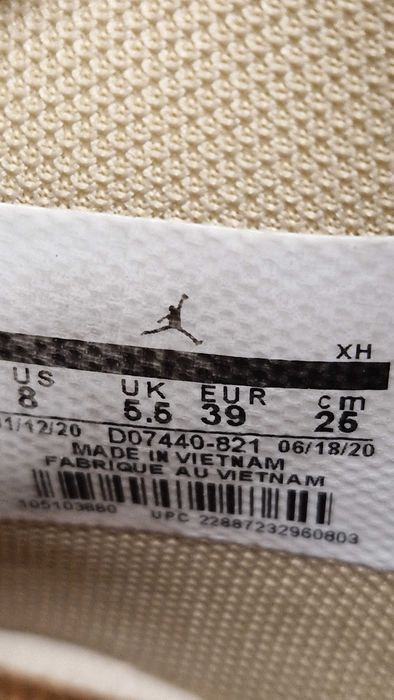 XH
US UK EUR cm
8 5.5 39 25
01/12/20 D07440-821 06/18/20
MADE IN VIETNAM
FABRIQUE AU VIETNAM
105103880 UPC 22887232960803